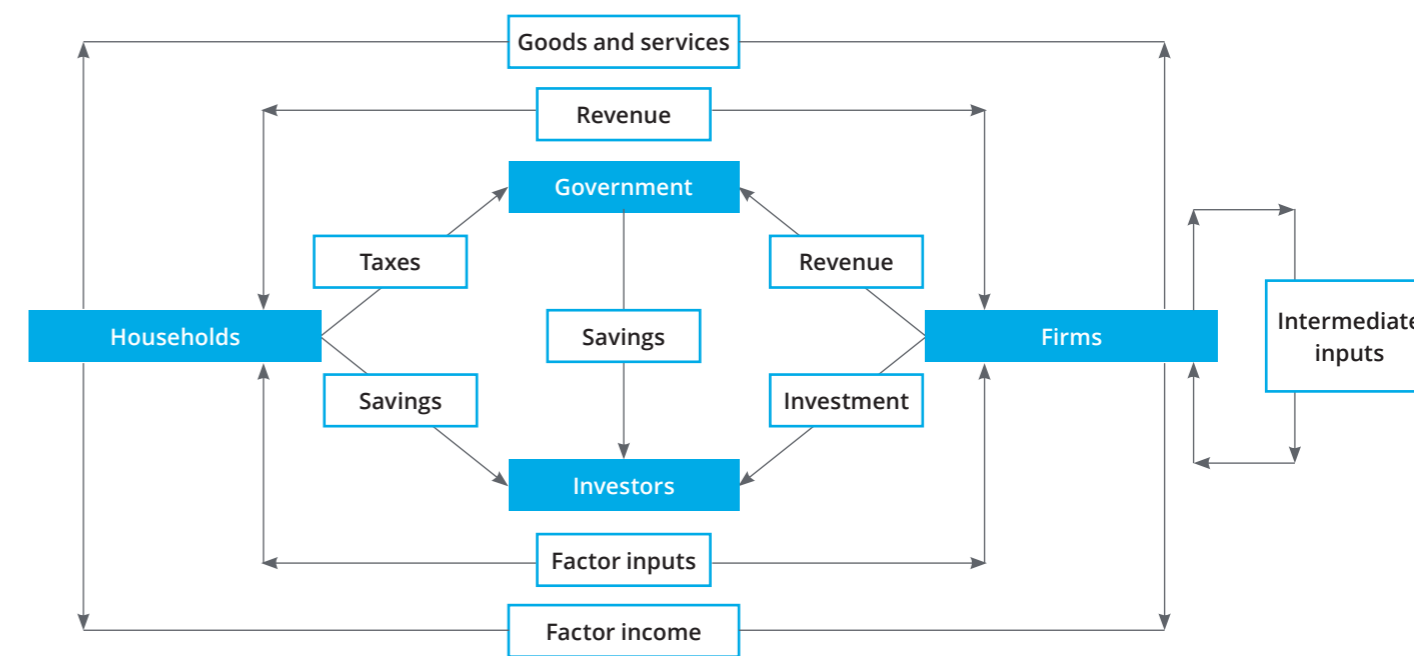 Goods and services
Revenue
Government
Taxes
Revenue
Households
Savings
Firms
Intermediate
inputs
Savings
Investment
Investors
Factor inputs
Factor income